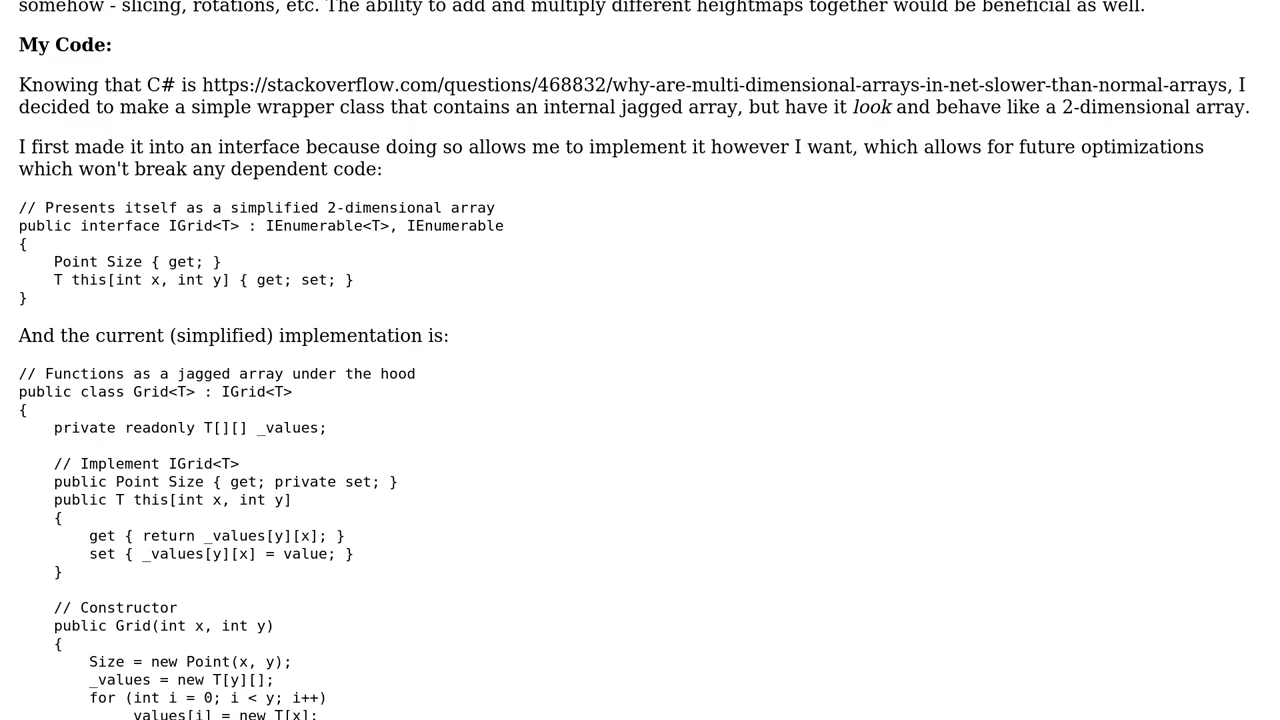 somehow - slicing, rotations, etc. The ability to add and multiply different heightmaps together would be beneficial as well.
My Code:
Knowing that C# is https://stackoverflow.com/questions/468832/why-are-multi-dimensional-arrays-in-net-slower-than-normal-arrays, I
decided to make a simple wrapper class that contains an internal jagged array, but have it look and behave like a 2-dimensional array.
I first made it into an interface because doing so allows me to implement it however I want, which allows for future optimizations
which won't break any dependent code:
// Presents itself as a simplified 2-dimensional array
public interface IGrid<T> : IEnumerable<T>, IEnumerable
{
    Point Size { get; }
    T this[int x, int y] { get; set; }
}
And the current (simplified) implementation is:
// Functions as a jagged array under the hood
public class Grid<T> : IGrid<T>
{
    private readonly T[][] _values;

    // Implement IGrid<T>
    public Point Size { get; private set; }
    public T this[int x, int y]
    {
        get { return _values[y][x]; }
        set { _values[y][x] = value; }
    }

    // Constructor
    public Grid(int x, int y)
    {
        Size = new Point(x, y);
        _values = new T[y][];
        for (int i = 0; i < y; i++)
            _values[i] = new T[x];